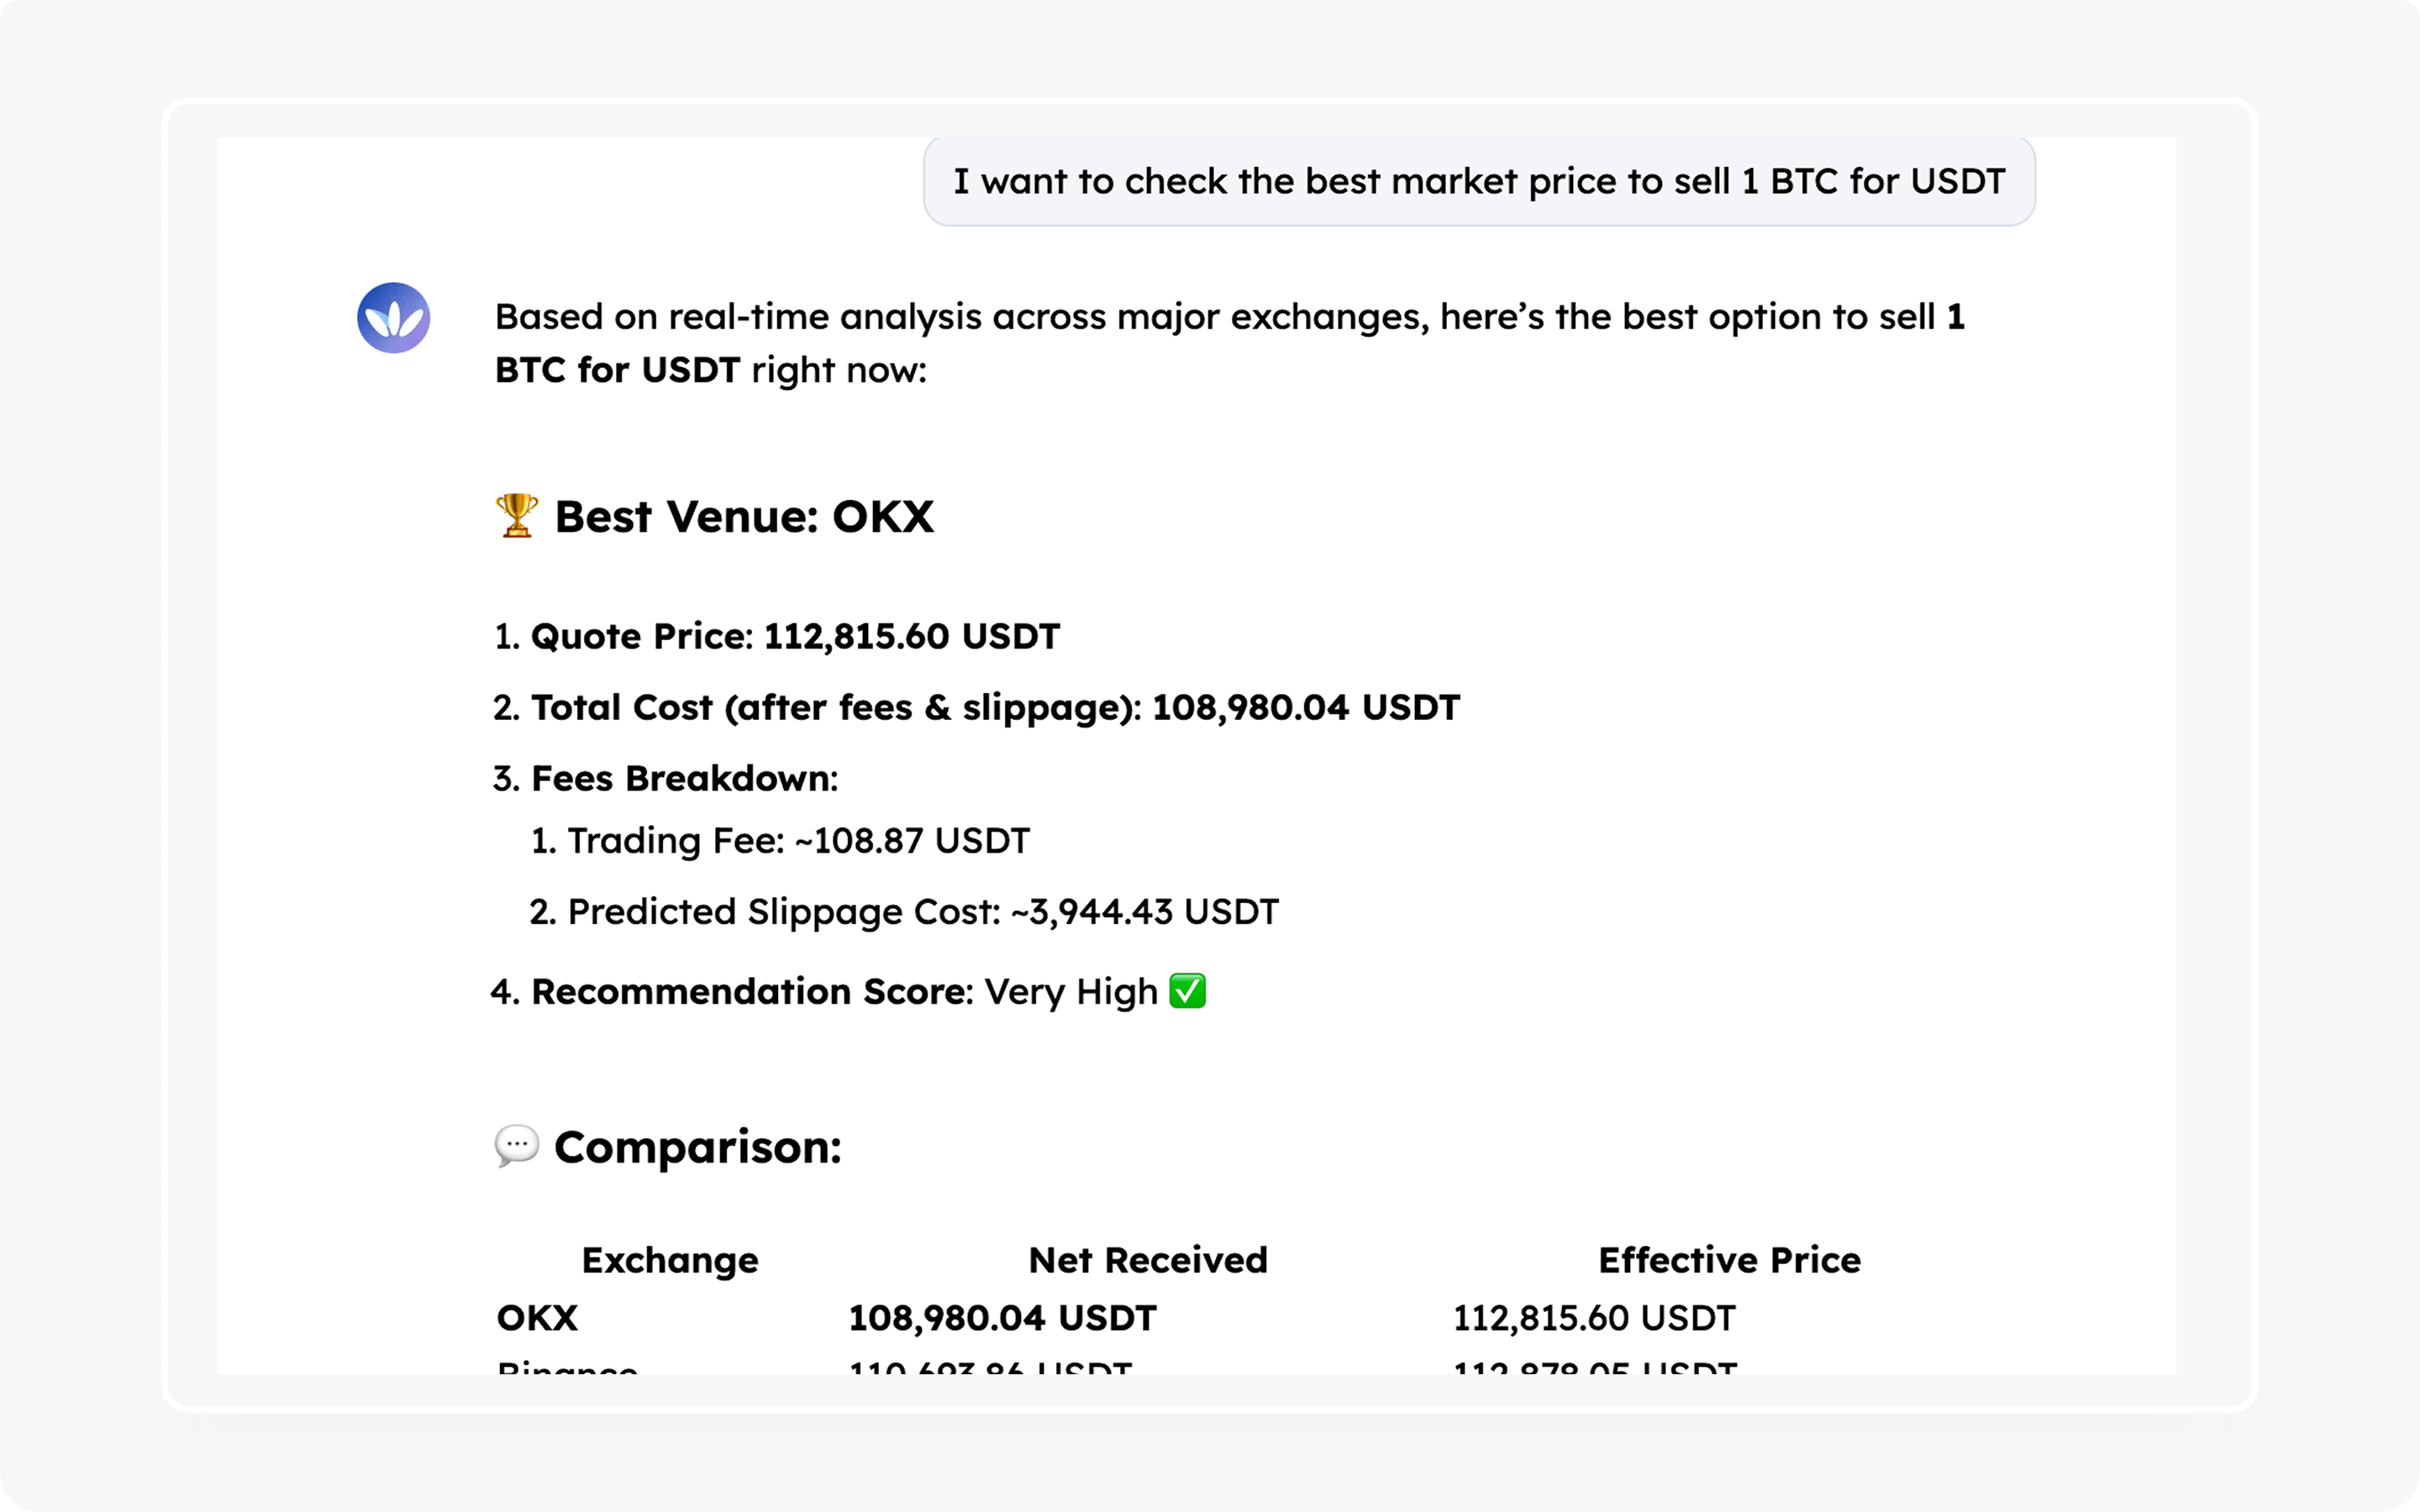 I want to check the best market price to sell 1 BTC for USDT
Based on real-time analysis across major exchanges, here’s the best option to sell 1
BTC for USDT right now:
🏆 Best Venue: OKX
1. Quote Price: 112,815.60 USDT
2. Total Cost (after fees & slippage): 108,980.04 USDT
3. Fees Breakdown:
1. Trading Fee: ~108.87 USDT
2. Predicted Slippage Cost: ~3,944.43 USDT
4. Recommendation Score: Very High ✅
💬 Comparison:
Exchange Net Received Effective Price
OKX 108,980.04 USDT 112,815.60 USDT
Binance USDT USDT